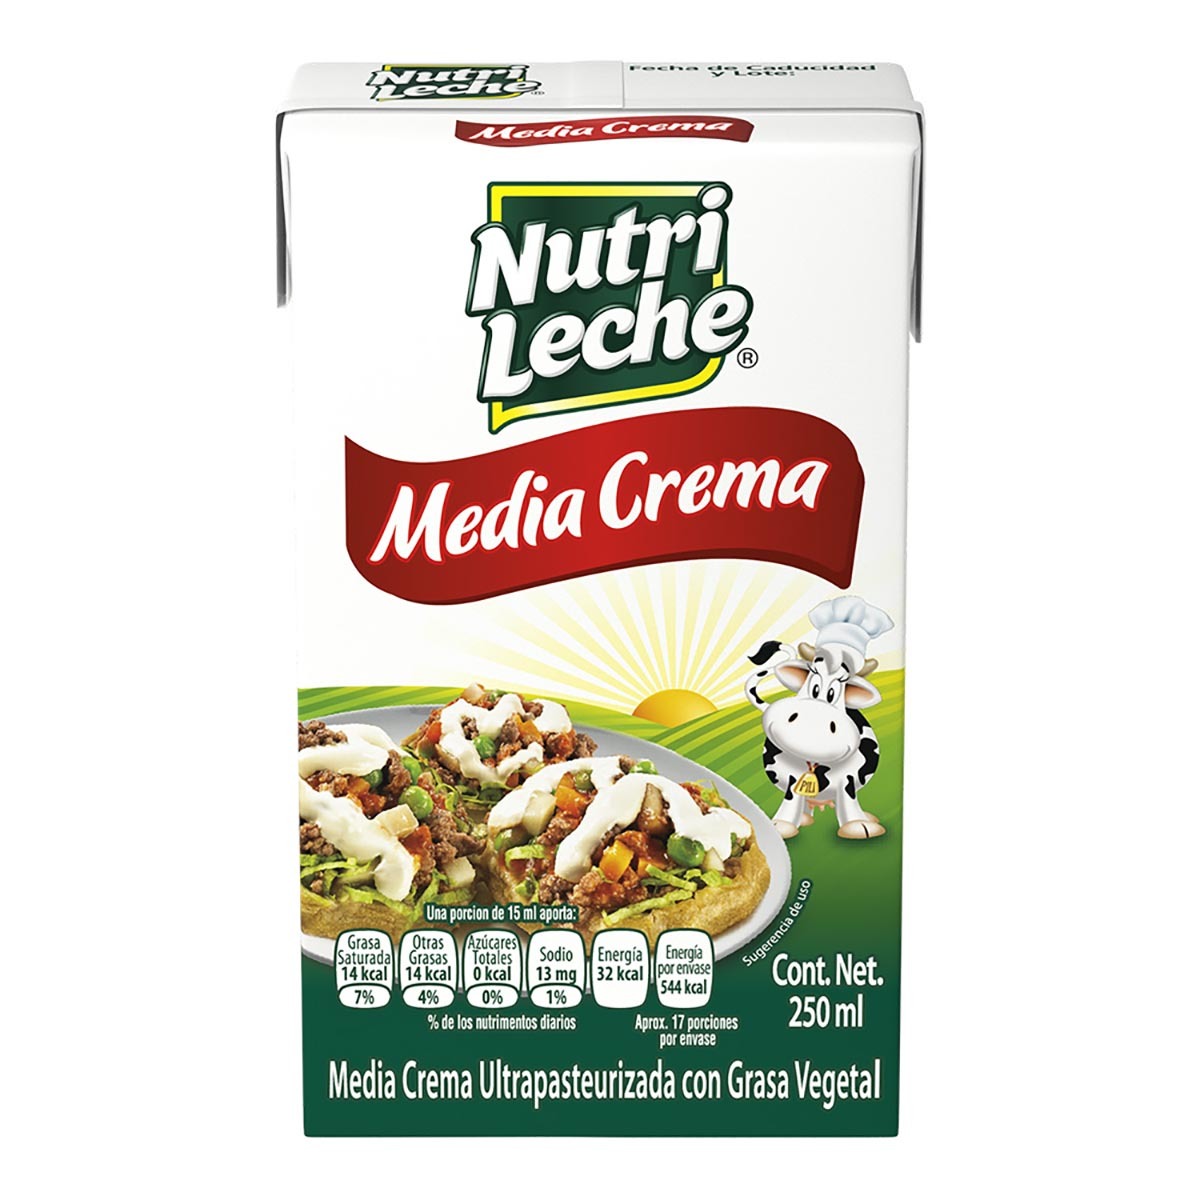 Nutri
Leche®
Fecha de Caducidad
y Lote:
Media Crema
Nutri
Leche®
Media Crema
PILI
Sugerencia de uso
Una porcion de 15 ml aporta:
Grasa Saturada 14 kcal 7%
Otras Grasas 14 kcal 4%
Azúcares Totales 0 kcal 0%
Sodio 13 mg 1%
Energía 32 kcal
Energía por envase 544 kcal
% de los nutrimentos diarios
Aprox. 17 porciones
por envase
Cont. Net.
250 ml
Media Crema Ultrapasteurizada con Grasa Vegetal